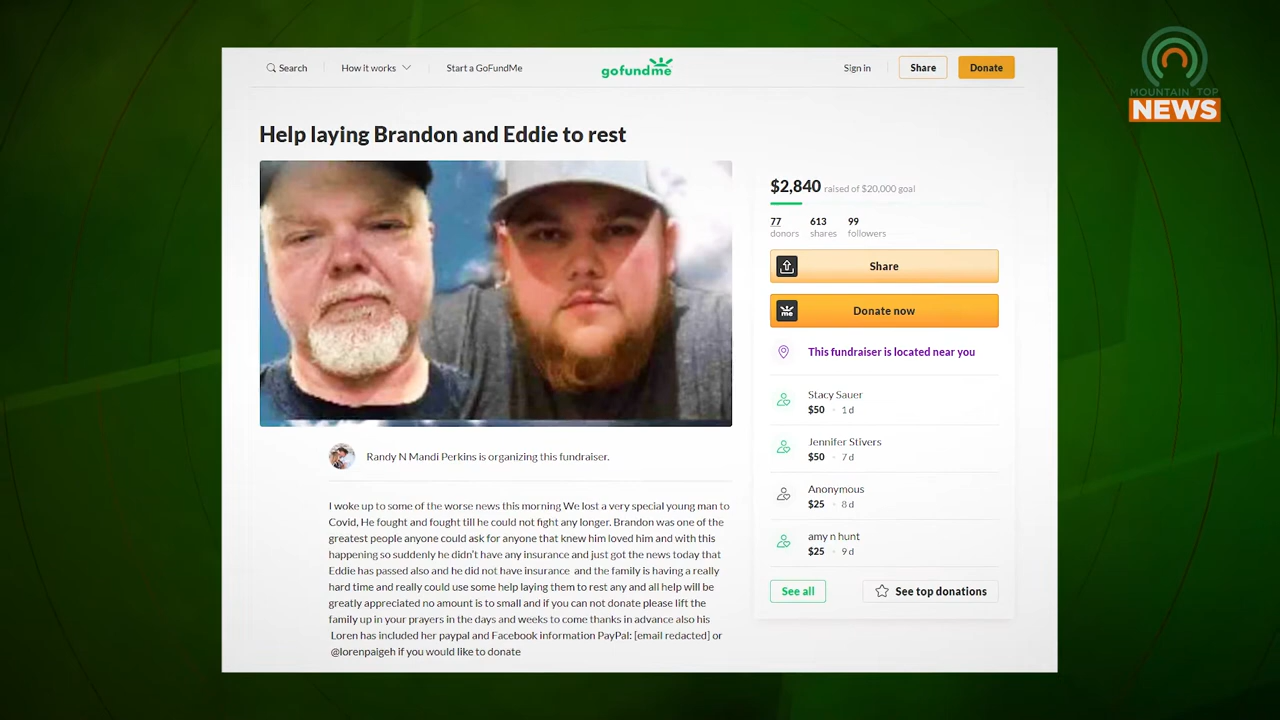 Search
How it works
Start a GoFundMe
gofundme
Sign in
Share
Donate
MOUNTAIN TOP
NEWS
Help laying Brandon and Eddie to rest
$2,840 raised of $20,000 goal
77 613 99
donors shares followers
Share
me Donate now
This fundraiser is located near you
Stacy Sauer
$50 • 1 d
Jennifer Stivers
$50 • 7 d
Anonymous
$25 • 8 d
amy n hunt
$25 • 9 d
See all
See top donations
Randy N Mandi Perkins is organizing this fundraiser.
I woke up to some of the worse news this morning We lost a very special young man to
Covid, He fought and fought till he could not fight any longer. Brandon was one of the
greatest people anyone could ask for anyone that knew him loved him and with this
happening so suddenly he didn't have any insurance and just got the news today that
Eddie has passed also and he did not have insurance and the family is having a really
hard time and really could use some help laying them to rest any and all help will be
greatly appreciated no amount is to small and if you can not donate please lift the
family up in your prayers in the days and weeks to come thanks in advance also his
Loren has included her paypal and Facebook information PayPal: [email redacted] or
@lorenpaigeh if you would like to donate